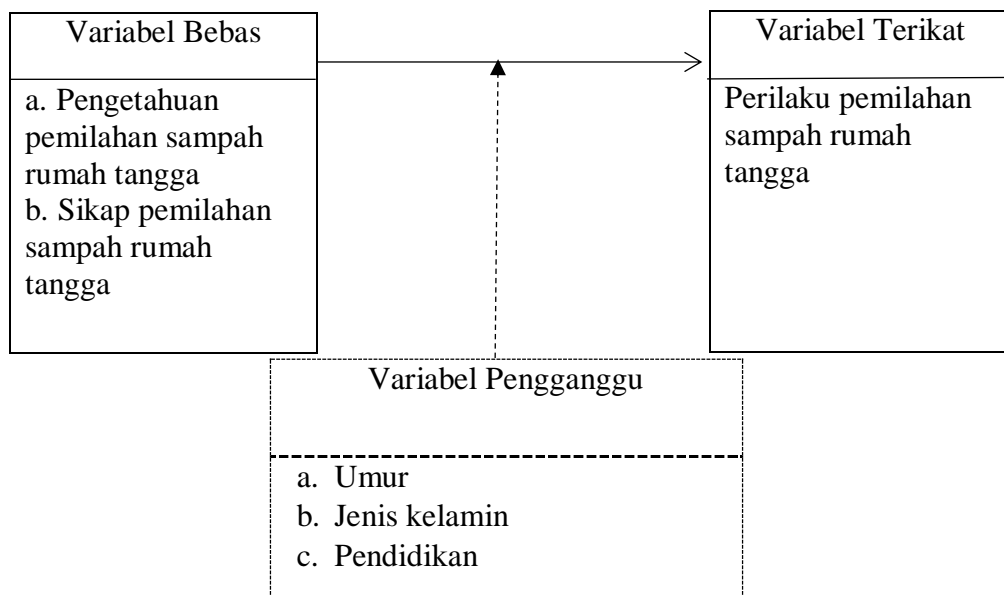 Variabel Bebas
a. Pengetahuan
pemilahan sampah
rumah tangga
b. Sikap pemilahan
sampah rumah
tangga
Variabel Terikat
Perilaku pemilahan
sampah rumah
tangga
Variabel Pengganggu
a. Umur
b. Jenis kelamin
c. Pendidikan